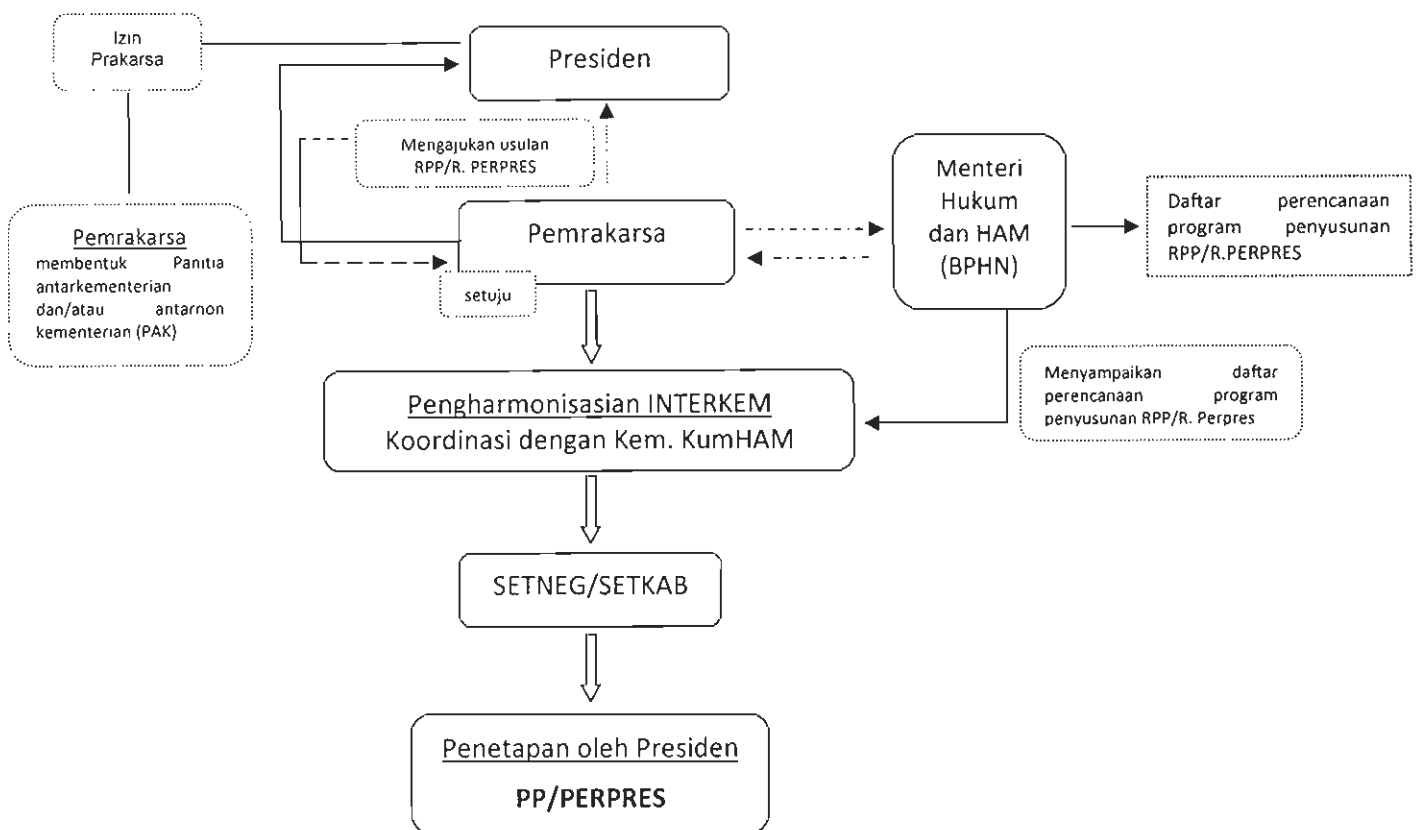 Izin
Prakarsa
Presiden
Mengajukan usulan
RPP/R. PERPRES
Menteri
Hukum
dan HAM
(BPHN)
Daftar perencanaan
program penyusunan
RPP/R.PERPRES
Pemrakarsa
membentuk Panitia
antarkementerian
dan/atau antarnon
kementerian (PAK)
Pemrakarsa
setuju
Menyampaikan daftar
perencanaan program
penyusunan RPP/R. Perpres
Pengharmonisasian INTERKEM
Koordinasi dengan Kem. KumHAM
SETNEG/SETKAB
Penetapan oleh Presiden
PP/PERPRES